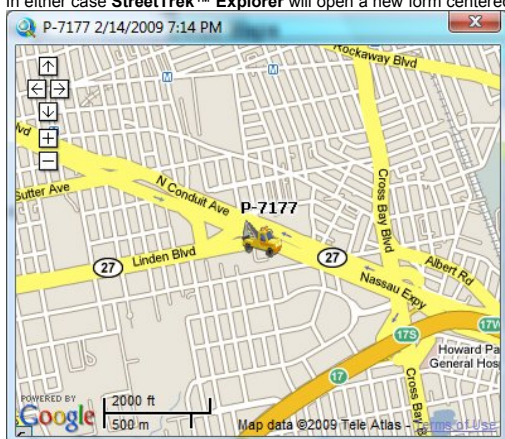 In either case StreetTrek™ Explorer will open a new form centered
P-7177 2/14/2009 7:14 PM
Rockaway Blvd
M
M
Sutter Ave
N Conduit Ave
Cross Bay Blvd
P-7177
Linden Blvd
27
27
Albert Rd
Nassau Expy
17S
17W
Howard Pa
General Hos
17
Cross Bay B
POWERED BY
Google
2000 ft
500 m
Map data ©2009 Tele Atlas - Terms of Use